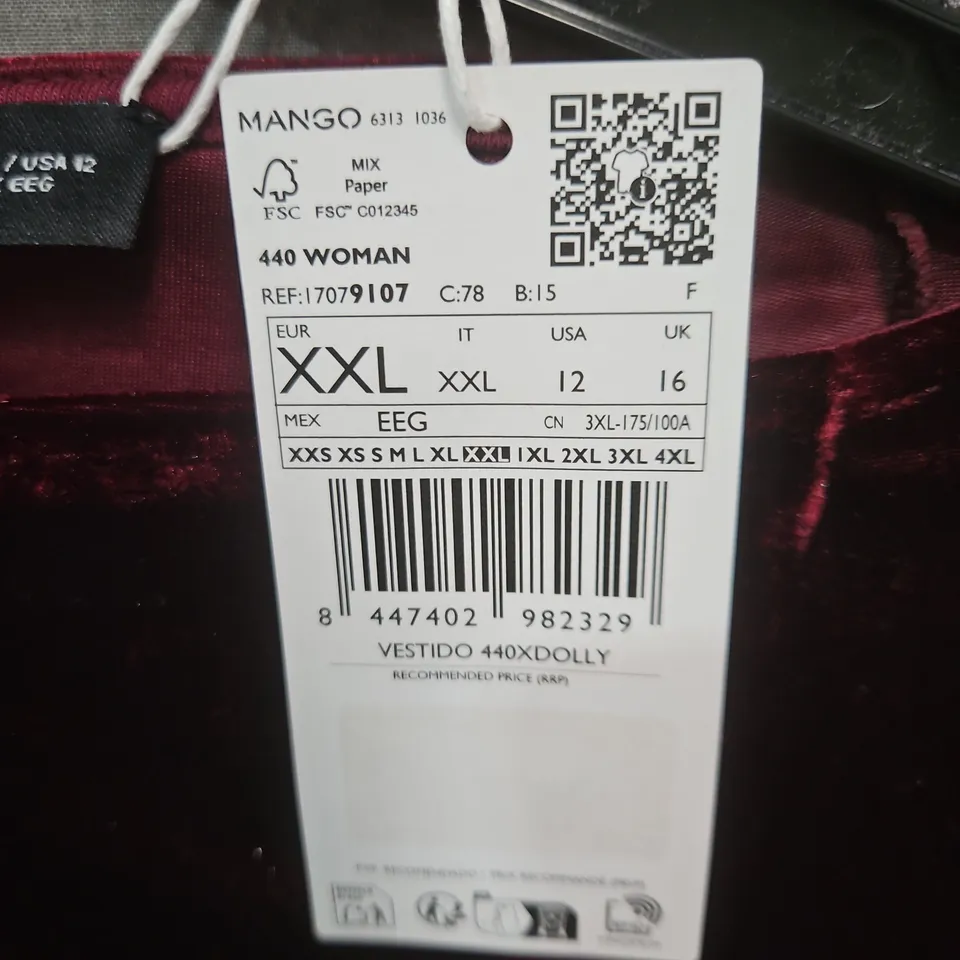 / USA 12
EEG
MANGO 6313 1036
MIX
Paper
FSC FSC™ C012345
440 WOMAN
REF:17079107 C:78 B:15 F
EUR IT USA UK
XXL XXL 12 16
MEX EEG CN 3XL-175/100A
XXS XS S M L XL XXL 1XL 2XL 3XL 4XL
8 447402 982329
VESTIDO 440XDOLLY
RECOMMENDED PRICE (RRP)